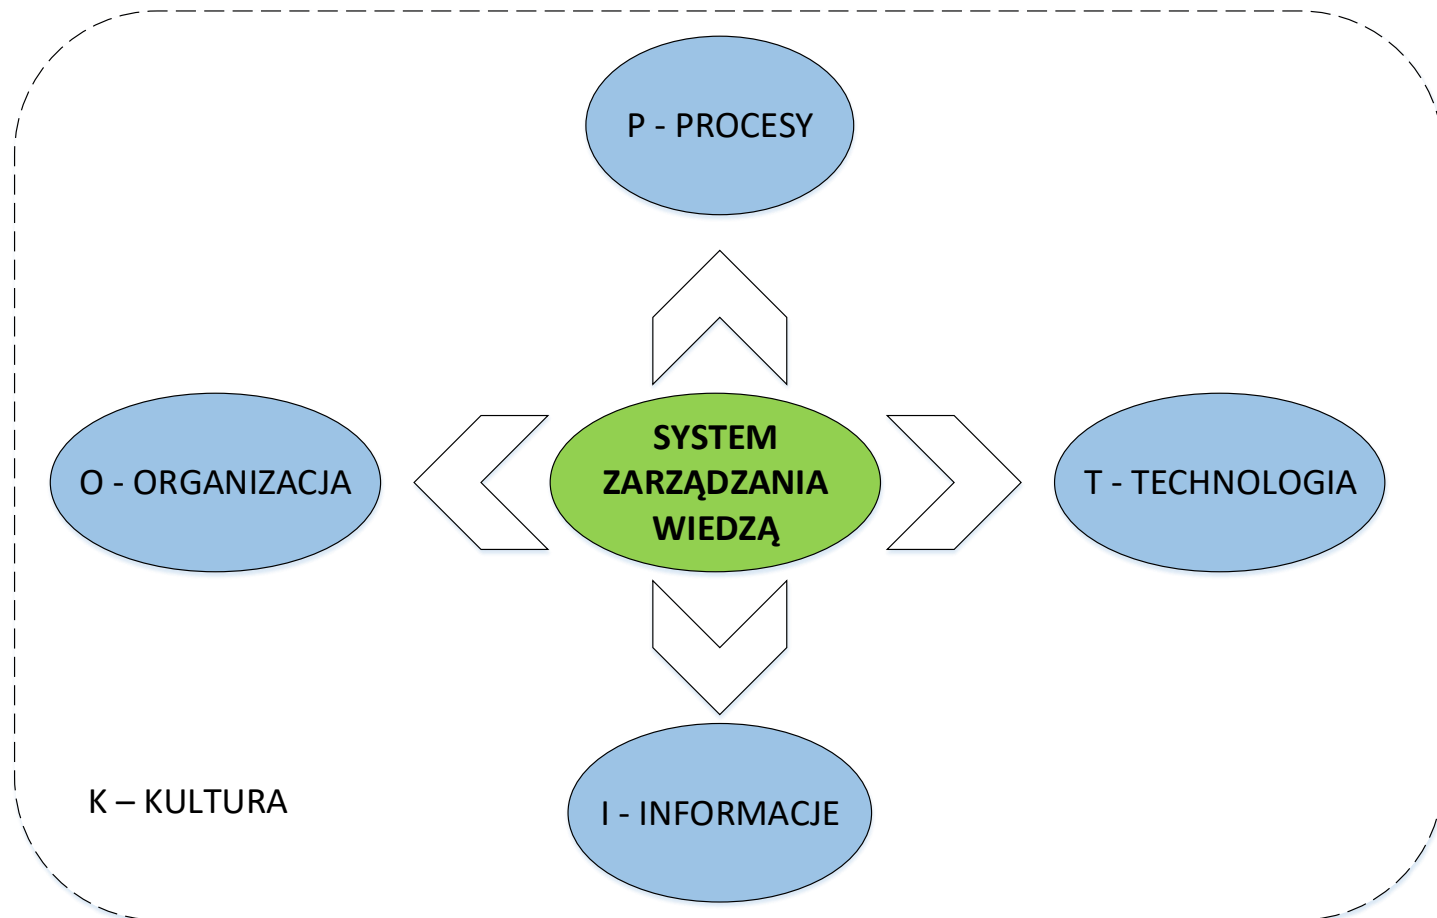 P - PROCESY
O - ORGANIZACJA
SYSTEM
ZARZĄDZANIA
WIEDZĄ
T - TECHNOLOGIA
K – KULTURA
I - INFORMACJE